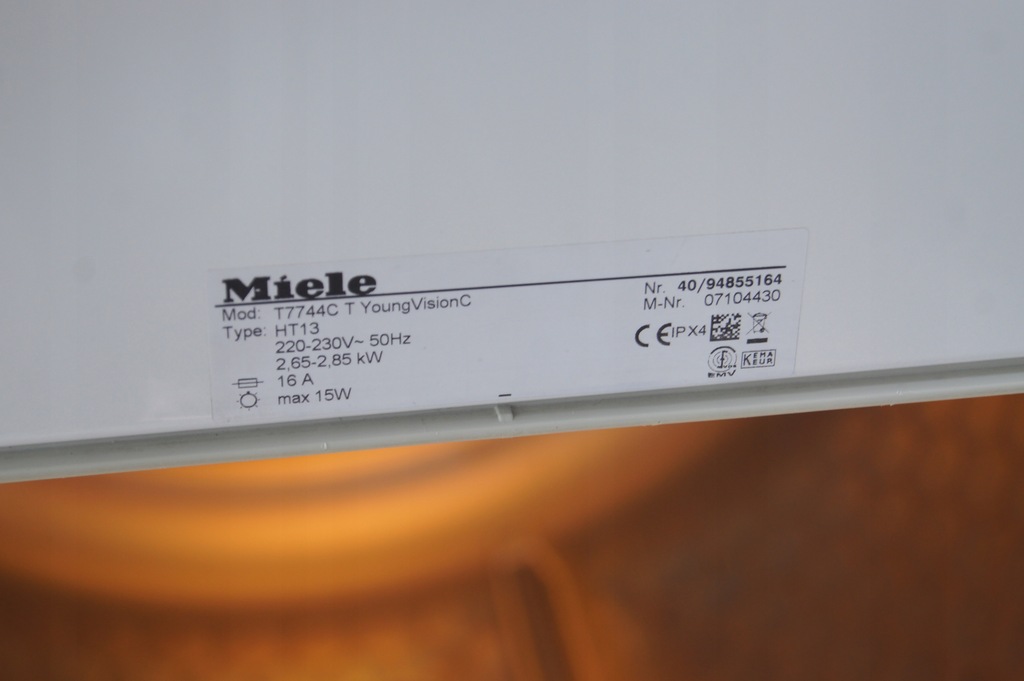 Miele
Mod: T7744C T YoungVisionC
Type: HT13
220-230V~ 50Hz
2,65-2,85 kW
16 A
max 15W
Nr. 40/94855164
M-Nr. 07104430
CE IPX4
EMV
KEMA
KEUR